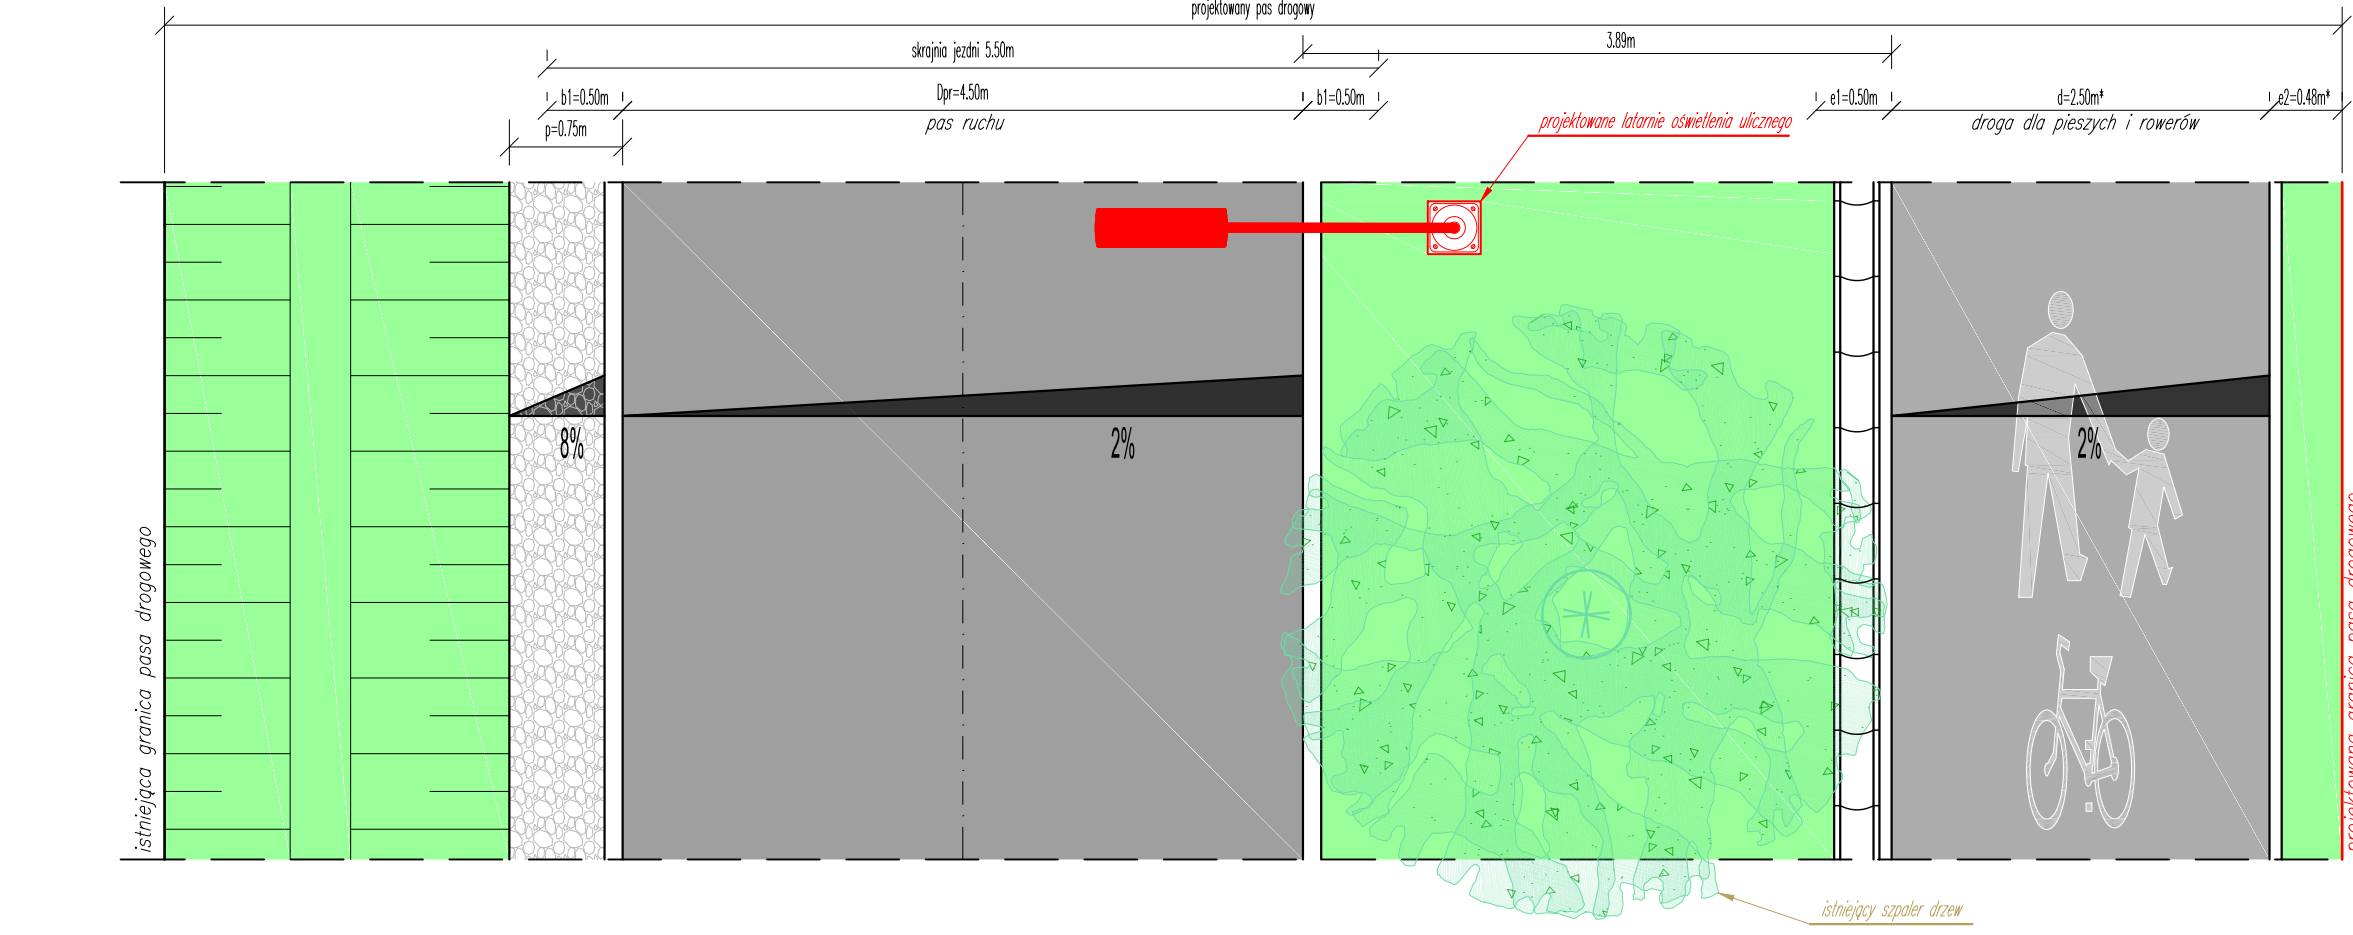 projektowany pas drogowy
skrajnia jezdni 5.50m
3.89m
b1=0.50m
Dpr=4.50m
b1=0.50m
e1=0.50m
d=2.50m*
e2=0.48m*
p=0.75m
pas ruchu
projektowane latarnie oświetlenia ulicznego
droga dla pieszych i rowerów
8%
2%
2%
istniejąca granica pasa drogowego
projektowana granica pasa drogowego
istniejący szpaler drzew